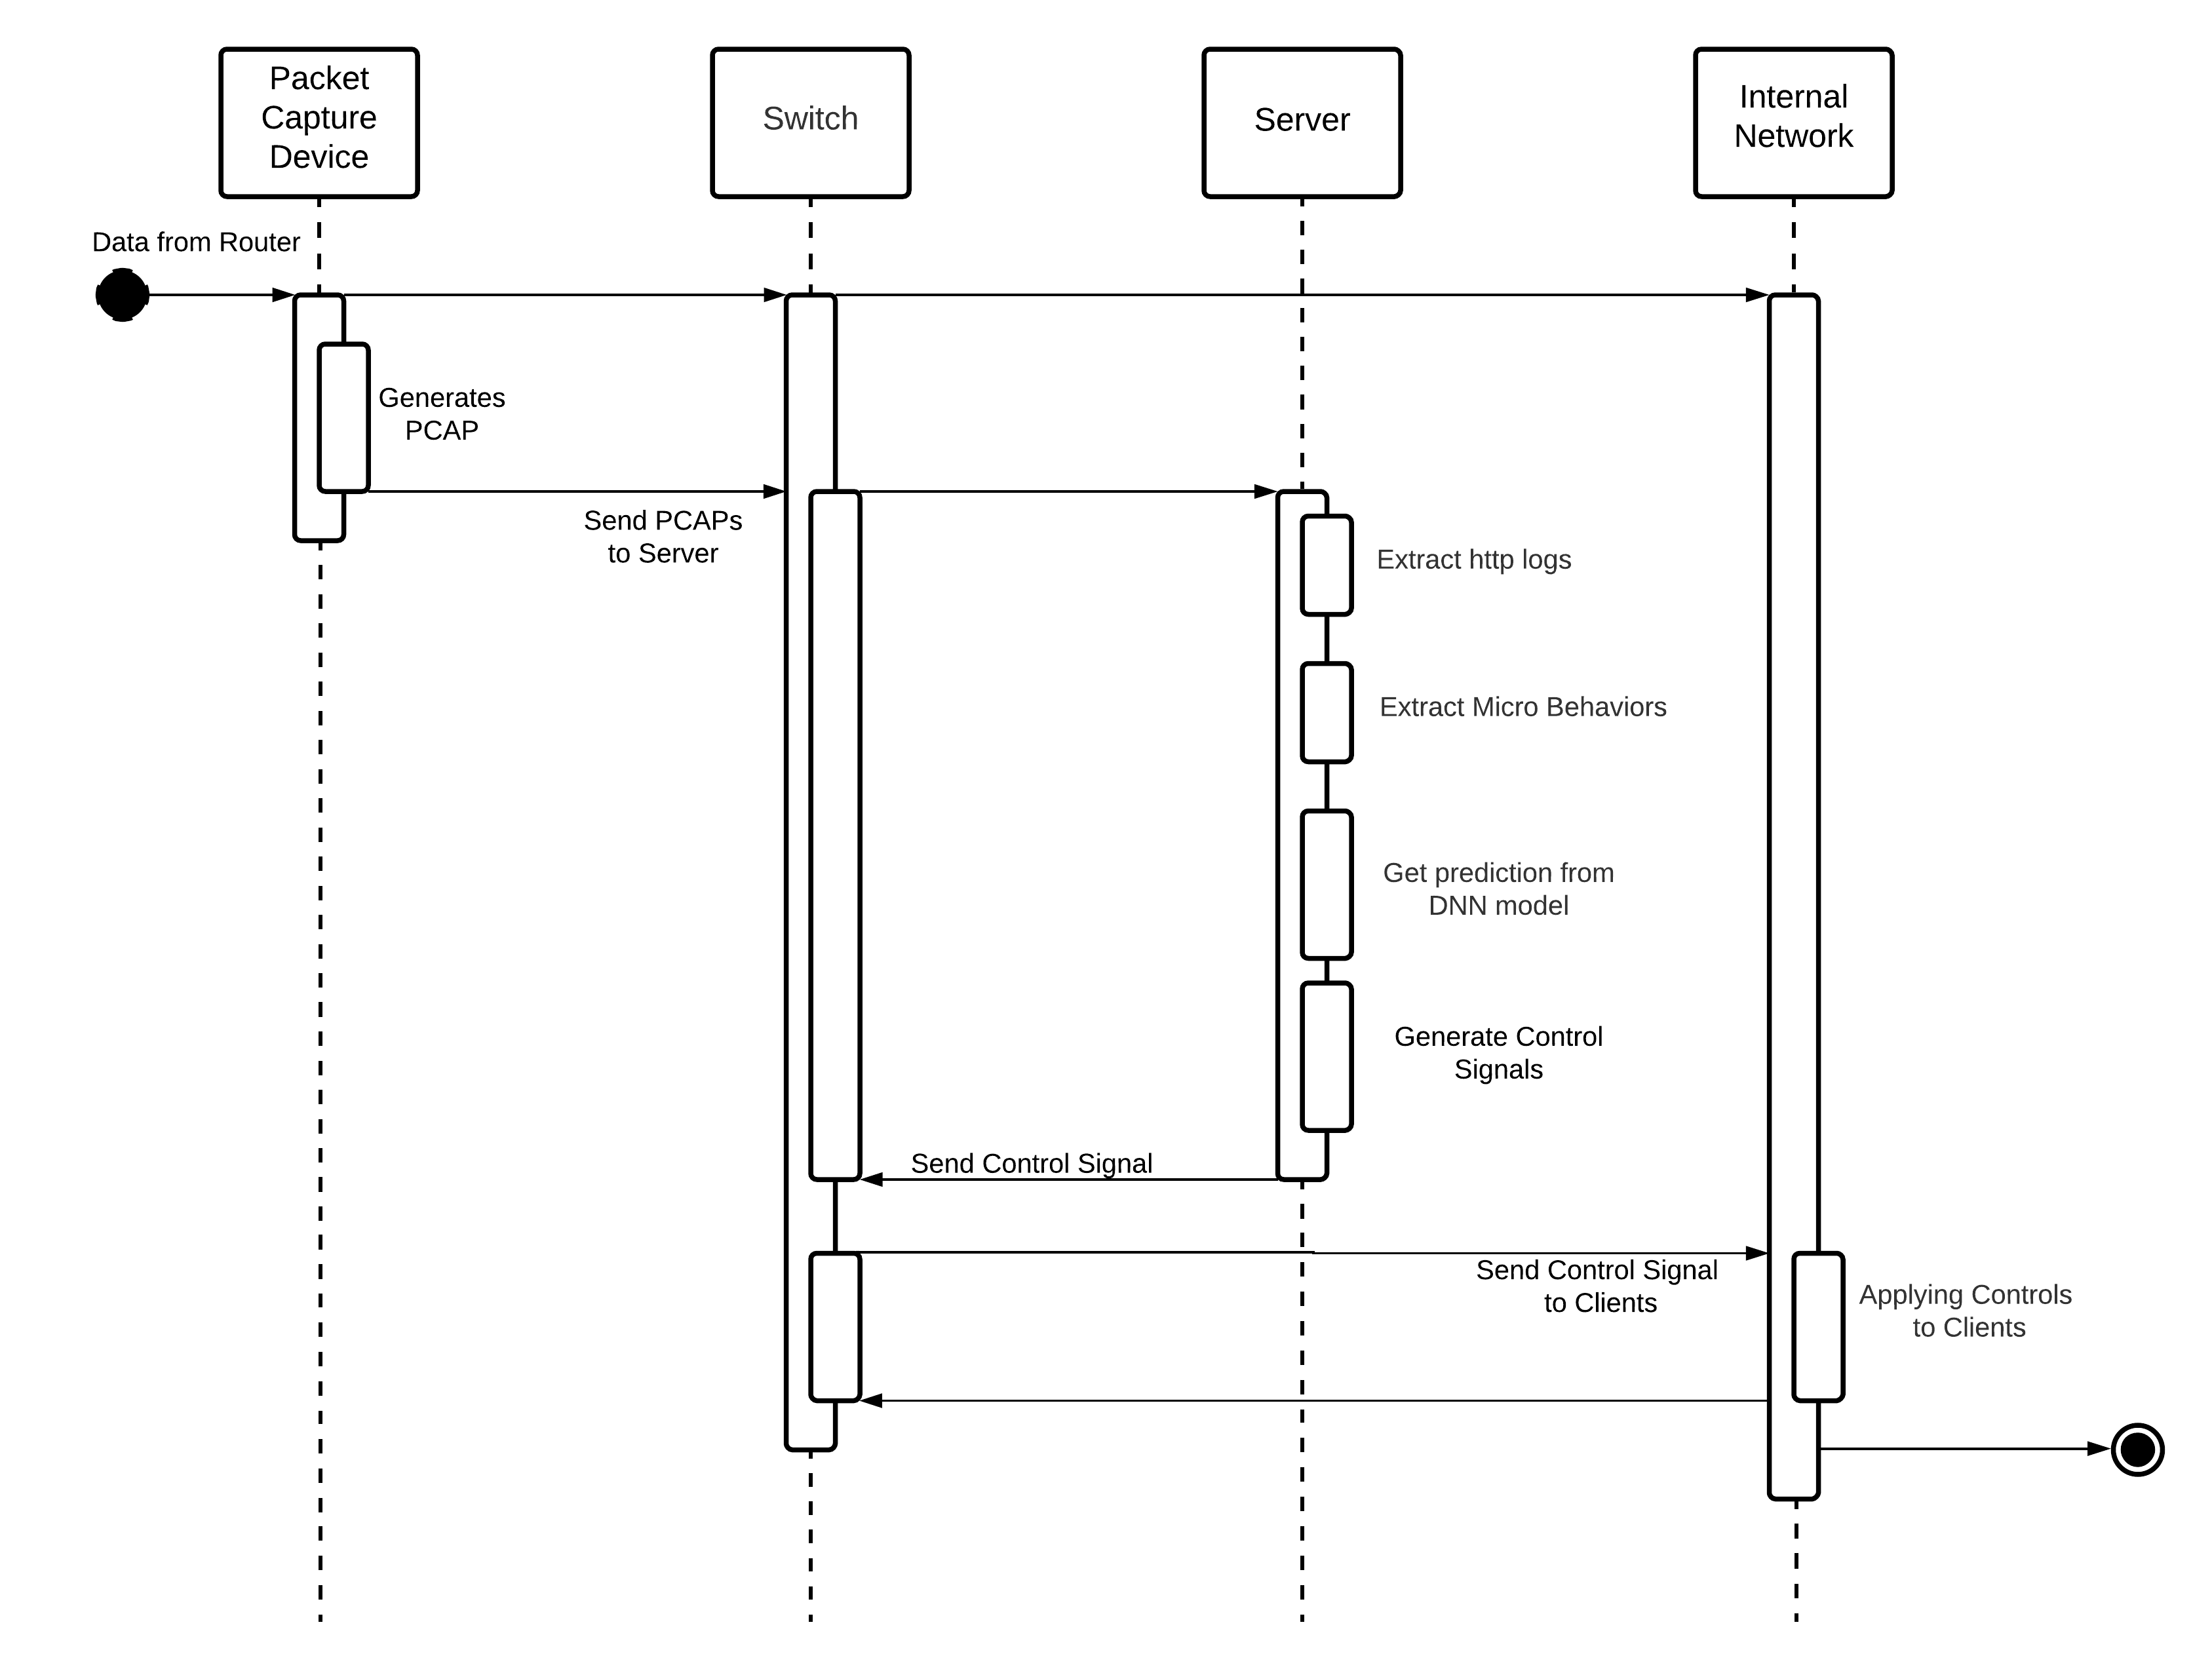 Packet
Capture
Device
Switch
Server
Internal
Network
Data from Router
Generates
PCAP
Send PCAPs
to Server
Extract http logs
Extract Micro Behaviors
Get prediction from
DNN model
Generate Control
Signals
Send Control Signal
Send Control Signal
to Clients
Applying Controls
to Clients